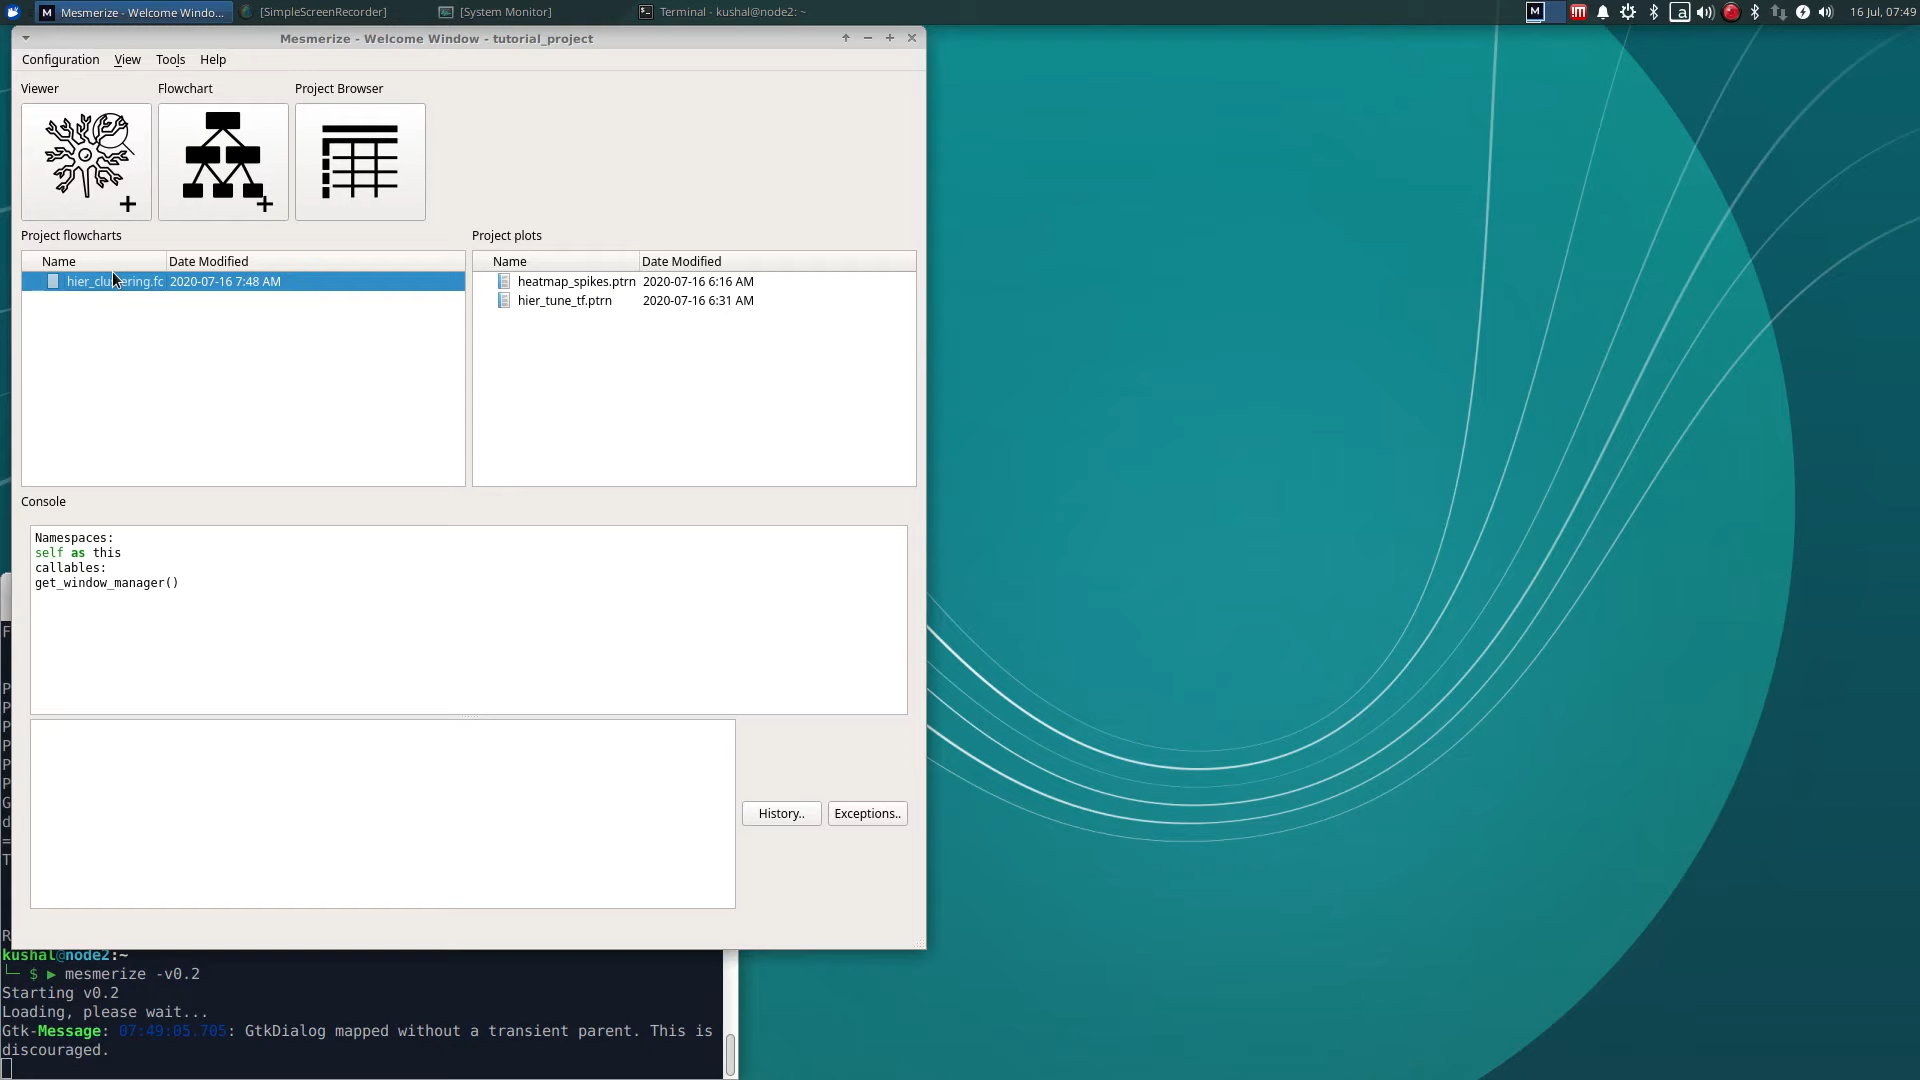 Mesmerize - Welcome Windo...
[SimpleScreenRecorder]
[System Monitor]
Terminal - kushal@node2: ~
16 Jul, 07:49
Mesmerize - Welcome Window - tutorial_project
Configuration View Tools Help
Viewer Flowchart Project Browser
Project flowcharts
Name Date Modified
hier_clustering.fc 2020-07-16 7:48 AM
Project plots
Name Date Modified
heatmap_spikes.ptrn 2020-07-16 6:16 AM
hier_tune_tf.ptrn 2020-07-16 6:31 AM
Console
Namespaces:
self as this
callables:
get_window_manager()
History.. Exceptions..
F
P
P
P
P
P
P
G
d
=
T
R
kushal@node2:~
└─ $ ▶ mesmerize -v0.2
Starting v0.2
Loading, please wait...
Gtk-Message: 07:49:05.705: GtkDialog mapped without a transient parent. This is
discouraged.